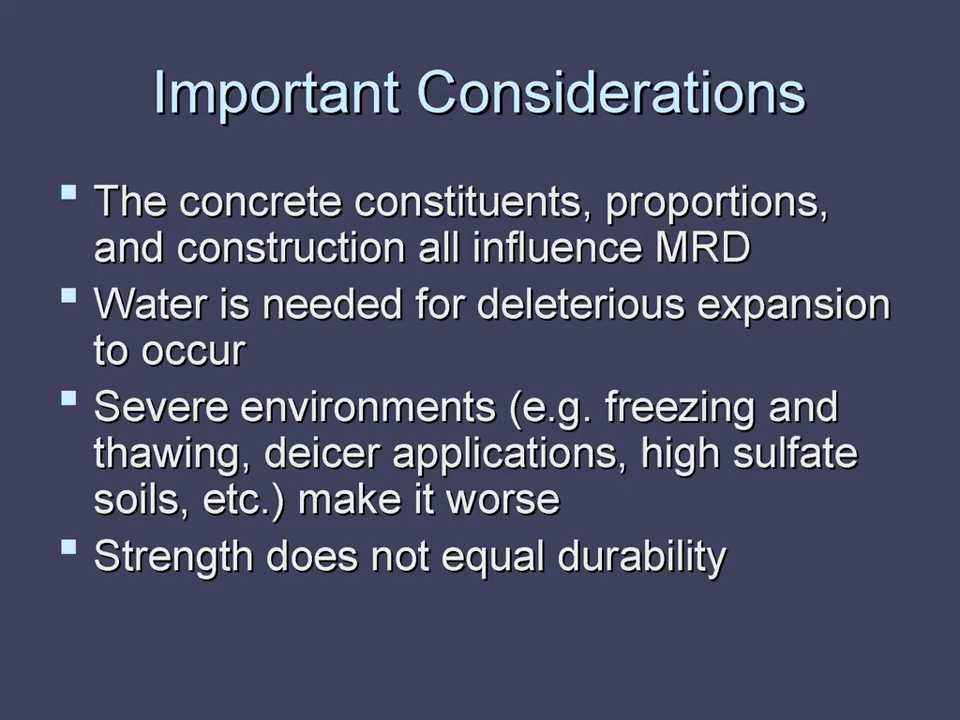 Important Considerations
The concrete constituents, proportions,
and construction all influence MRD
Water is needed for deleterious expansion
to occur
Severe environments (e.g. freezing and
thawing, deicer applications, high sulfate
soils, etc.) make it worse
Strength does not equal durability